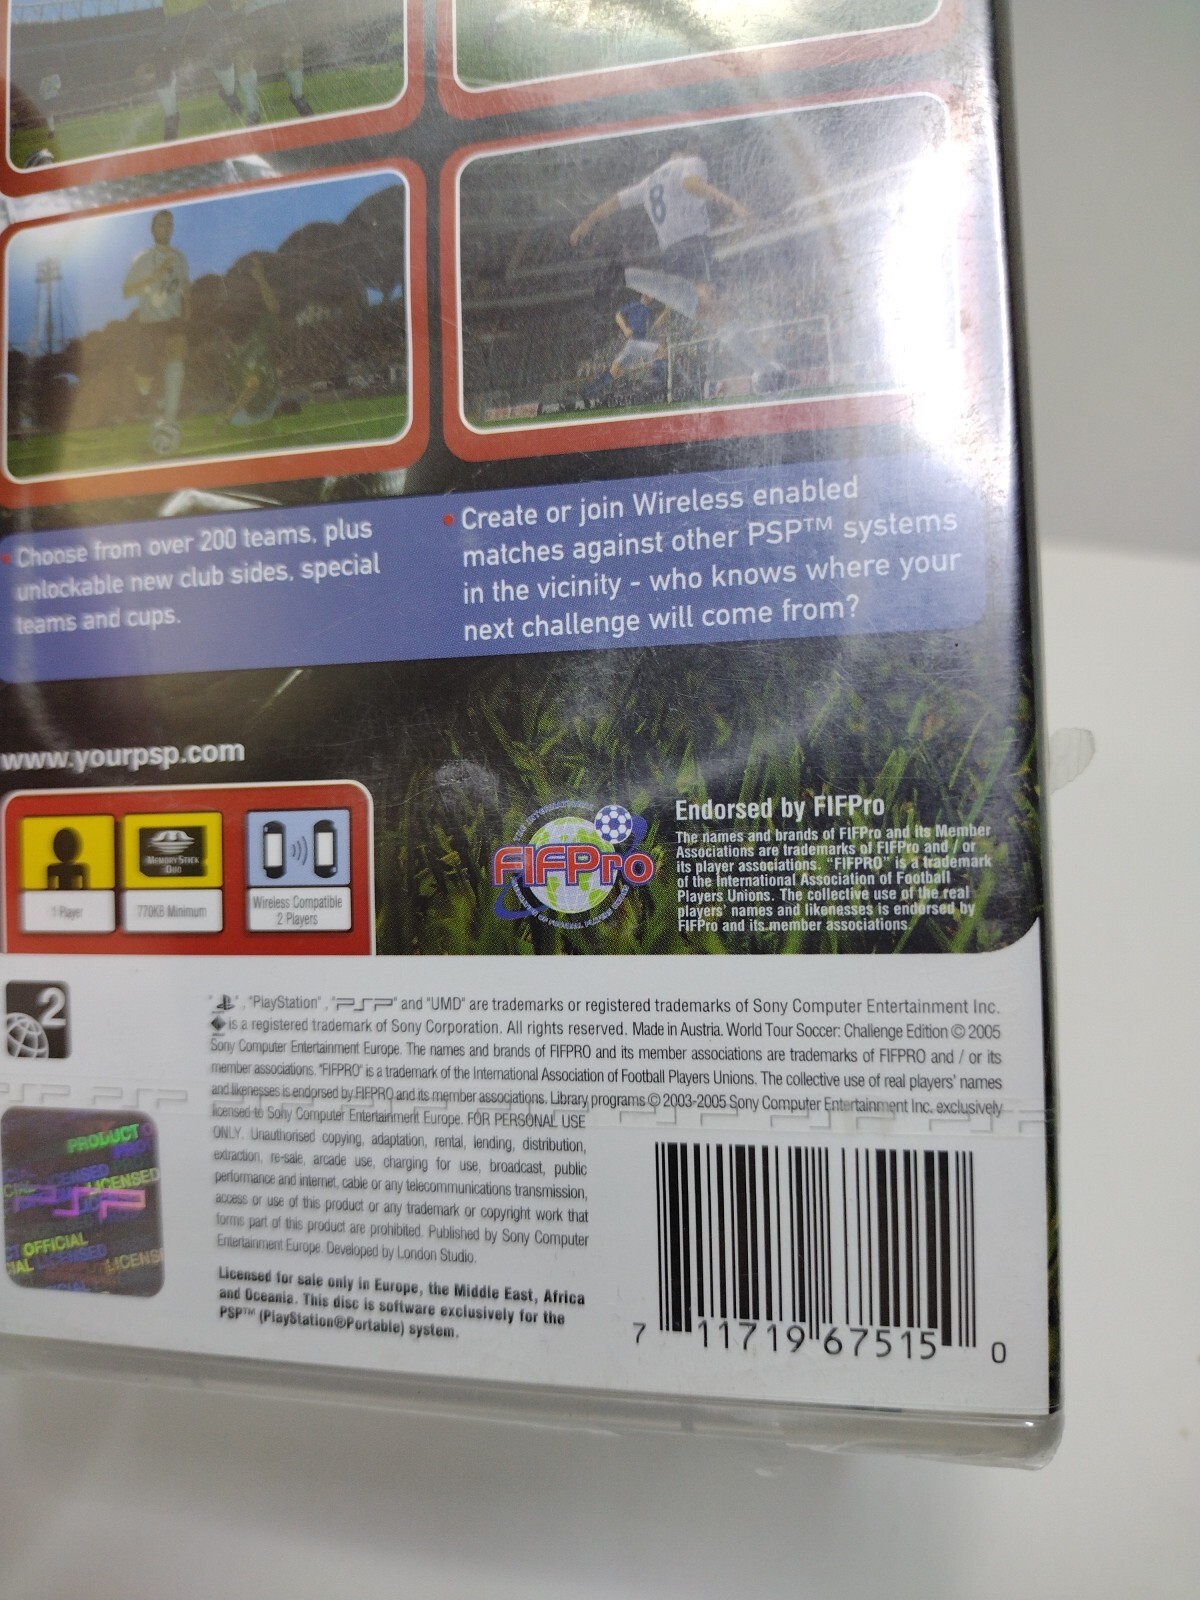 8
• Choose from over 200 teams, plus
unlockable new club sides, special
teams and cups.
• Create or join Wireless enabled
matches against other PSP™ systems
in the vicinity - who knows where your
next challenge will come from?
www.yourpsp.com
1 Player
MEMORY STICK
DUO
770KB Minimum
Wireless Compatible
2 Players
FIFPro
Endorsed by FIFPro
The names and brands of FIFPro and its Member
Associations are trademarks of FIFPro and / or
its player associations. "FIFPRO" is a trademark
of the International Association of Football
Players Unions. The collective use of the real
players' names and likenesses is endorsed by
FIFPro and its member associations.
2
" ", "PlayStation", "PSP" and "UMD" are trademarks or registered trademarks of Sony Computer Entertainment Inc.
is a registered trademark of Sony Corporation. All rights reserved. Made in Austria. World Tour Soccer: Challenge Edition © 2005
Sony Computer Entertainment Europe. The names and brands of FIFPRO and its member associations are trademarks of FIFPRO and / or its
member associations. "FIFPRO" is a trademark of the International Association of Football Players Unions. The collective use of real players' names
and likenesses is endorsed by FIFPRO and its member associations. Library programs © 2003-2005 Sony Computer Entertainment Inc. exclusively
licensed to Sony Computer Entertainment Europe. FOR PERSONAL USE
ONLY. Unauthorised copying, adaptation, rental, lending, distribution,
extraction, re-sale, arcade use, charging for use, broadcast, public
performance and internet, cable or any telecommunications transmission,
access or use of this product or any trademark or copyright work that
forms part of this product are prohibited. Published by Sony Computer
Entertainment Europe. Developed by London Studio.
Licensed for sale only in Europe, the Middle East, Africa
and Oceania. This disc is software exclusively for the
PSP™ (PlayStation®Portable) system.
PSP PSP
PRODUCT
LICENSED
PSP
OFFICIAL
LICENSED
7 11719 67515 0